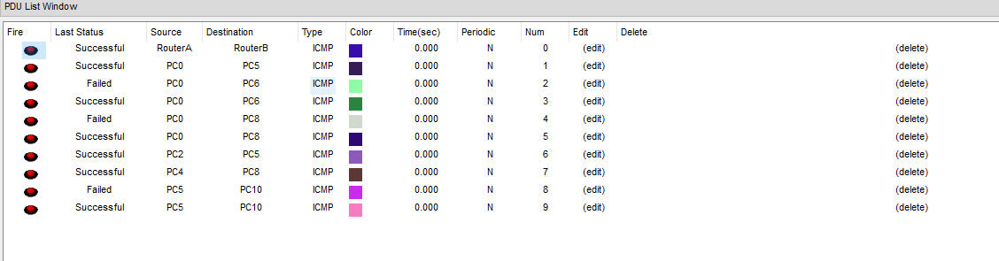 PDU List Window
Fire Last Status Source Destination Type Color Time(sec) Periodic Num Edit Delete
Successful RouterA RouterB ICMP 0.000 N 0 (edit) (delete)
Successful PC0 PC5 ICMP 0.000 N 1 (edit) (delete)
Failed PC0 PC6 ICMP 0.000 N 2 (edit) (delete)
Successful PC0 PC6 ICMP 0.000 N 3 (edit) (delete)
Failed PC0 PC8 ICMP 0.000 N 4 (edit) (delete)
Successful PC0 PC8 ICMP 0.000 N 5 (edit) (delete)
Successful PC2 PC5 ICMP 0.000 N 6 (edit) (delete)
Successful PC4 PC8 ICMP 0.000 N 7 (edit) (delete)
Failed PC5 PC10 ICMP 0.000 N 8 (edit) (delete)
Successful PC5 PC10 ICMP 0.000 N 9 (edit) (delete)